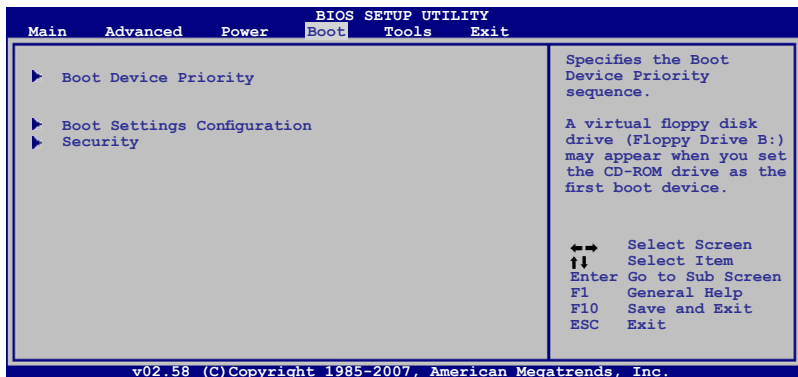 BIOS SETUP UTILITY
Main Advanced Power Boot Tools Exit
Boot Device Priority
Boot Settings Configuration
Security
Specifies the Boot
Device Priority
sequence.
A virtual floppy disk
drive (Floppy Drive B:)
may appear when you set
the CD-ROM drive as the
first boot device.
Select Screen
Select Item
Enter Go to Sub Screen
F1 General Help
F10 Save and Exit
ESC Exit
v02.58 (C)Copyright 1985-2007, American Megatrends, Inc.